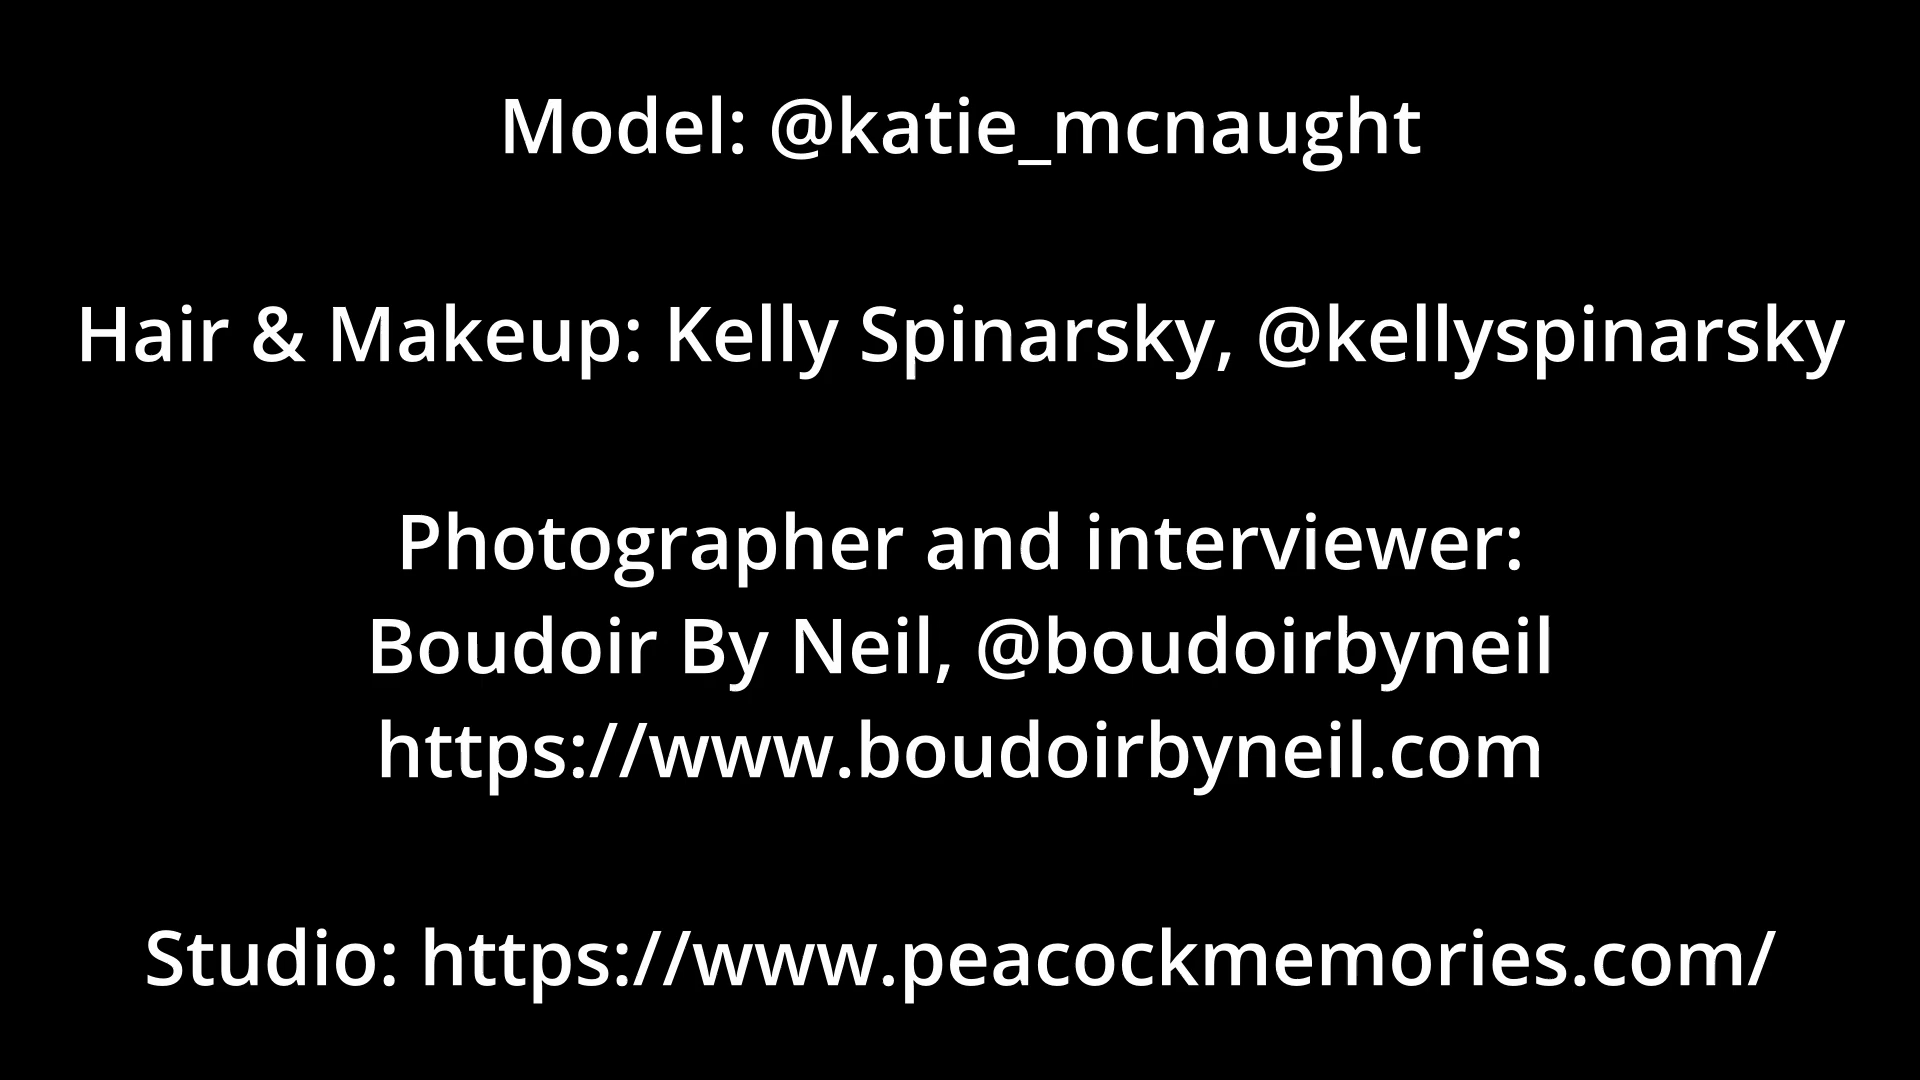 Model: @katie_mcnaught
Hair & Makeup: Kelly Spinarsky, @kellyspinarsky
Photographer and interviewer:
Boudoir By Neil, @boudoirbyneil
https://www.boudoirbyneil.com
Studio: https://www.peacockmemories.com/